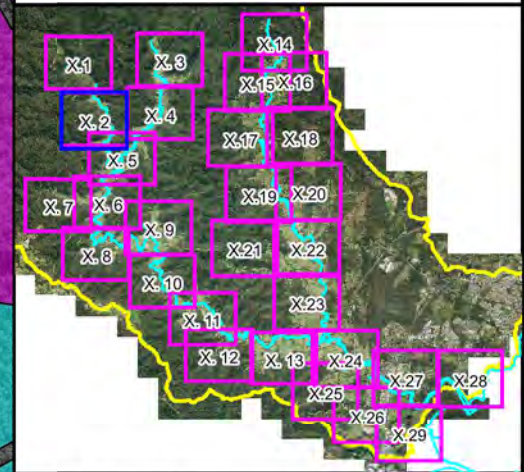 X.1
X. 2
X. 3
X. 4
X. 5
X. 6
X. 7
X. 8
X. 9
X. 10
X. 11
X. 12
X. 13
X.14
X.15
X.16
X.17
X.18
X.19
X.20
X.21
X.22
X.23
X.24
X.25
X.26
X.27
X.28
X.29